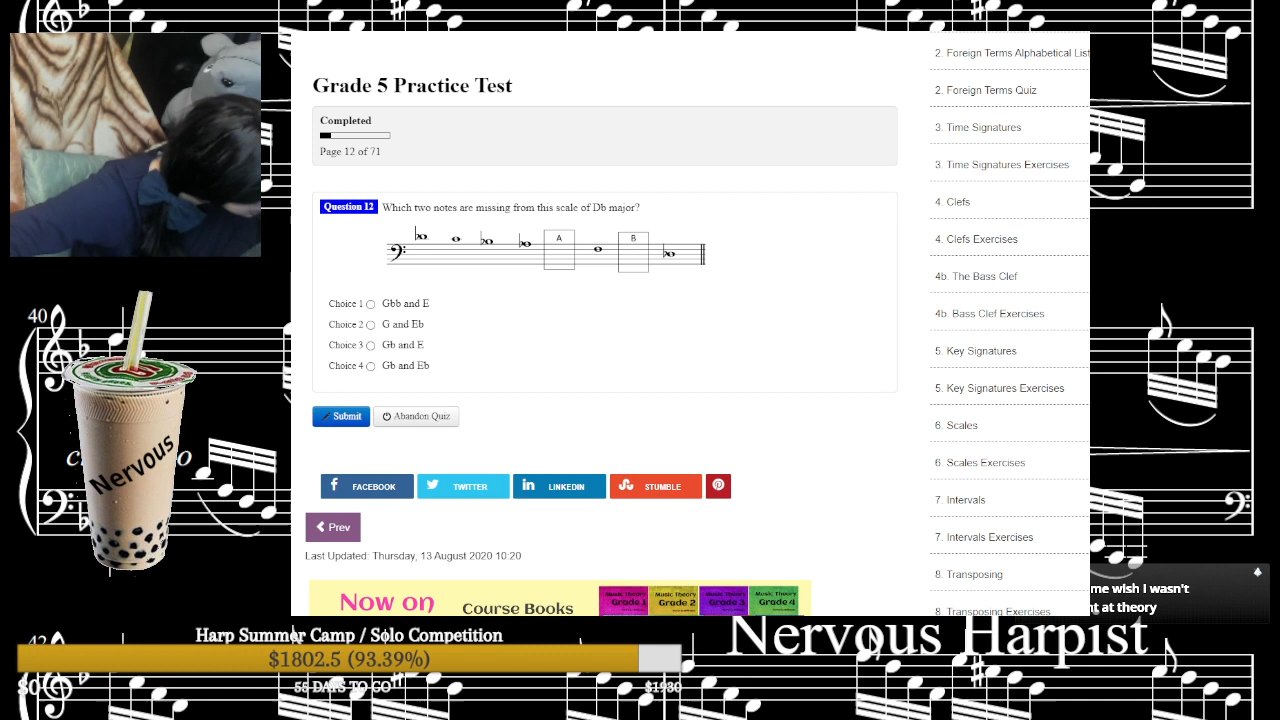 Grade 5 Practice Test
Completed
Page 12 of 71
Question 12 Which two notes are missing from this scale of Db major?
A
B
Choice 1 Gbb and E
Choice 2 G and Eb
Choice 3 Gb and E
Choice 4 Gb and Eb
Submit
Abandon Quiz
FACEBOOK
TWITTER
LINKEDIN
STUMBLE
Prev
Last Updated: Thursday, 13 August 2020 10:20
Now on
Course Books
Music Theory Grade 1
Music Theory Grade 2
Music Theory Grade 3
Music Theory Grade 4
2. Foreign Terms Alphabetical List
2. Foreign Terms Quiz
3. Time Signatures
3. Time Signatures Exercises
4. Clefs
4. Clefs Exercises
4b. The Bass Clef
4b. Bass Clef Exercises
5. Key Signatures
5. Key Signatures Exercises
6. Scales
6. Scales Exercises
7. Intervals
7. Intervals Exercises
8. Transposing
8. Transposing Exercises
me wish I wasn't
at theory
40
Nervous
42
Harp Summer Camp / Solo Competition
$1802.5 (93.39%)
$0
55 DAYS TO GO
$1930
Nervous Harpist